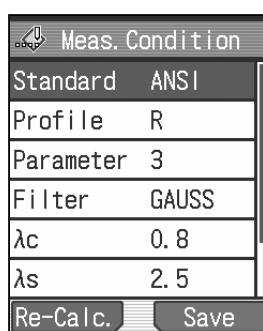 Meas. Condition
Standard ANSI
Profile R
Parameter 3
Filter GAUSS
λc 0.8
λs 2.5
Re-Calc. Save